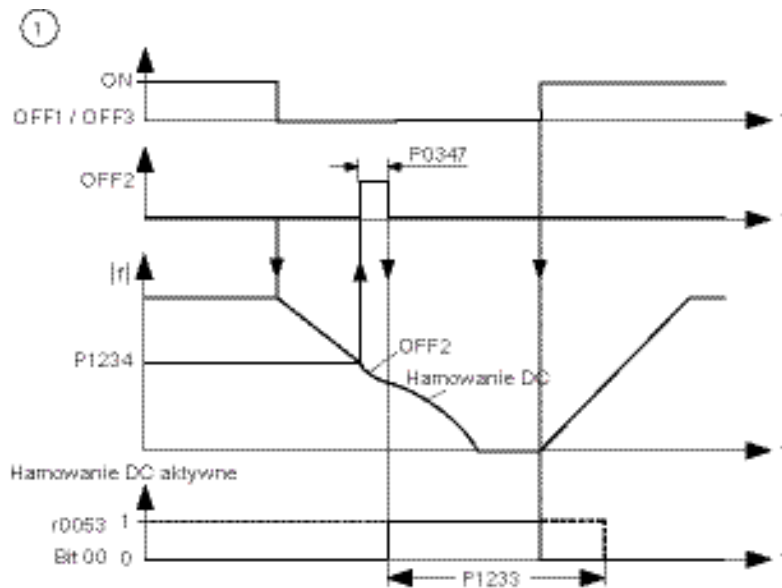 1
ON
OFF1 / OFF3
P0347
OFF2
|f|
P1234
OFF2
Hamowanie DC
Hamowanie DC aktywne
r0053 1
Bit 00 0
P1233